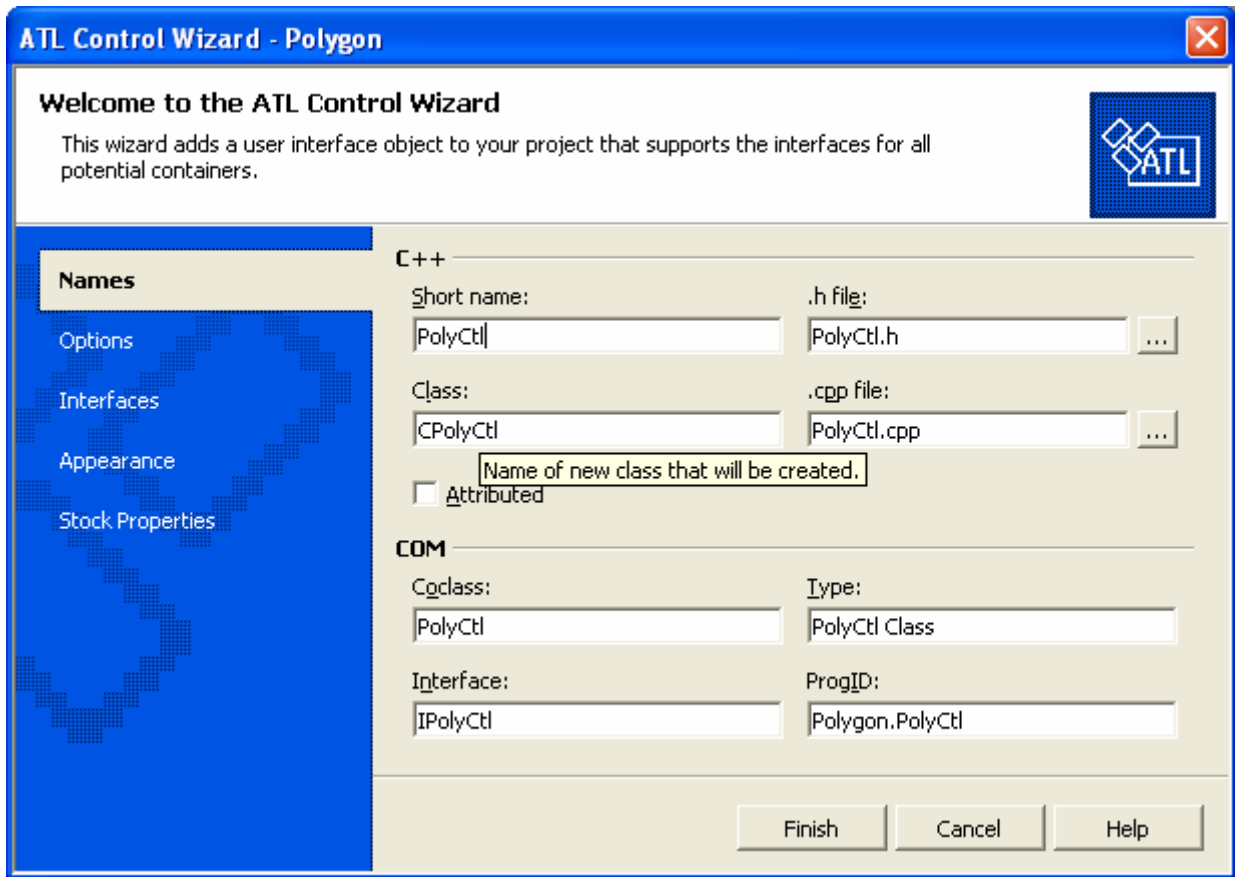 ATL Control Wizard - Polygon
Welcome to the ATL Control Wizard
This wizard adds a user interface object to your project that supports the interfaces for all
potential containers.
ATL
Names
Options
Interfaces
Appearance
Stock Properties
C++
Short name:
.h file:
PolyCtl
PolyCtl.h
...
Class:
.cpp file:
CPolyCtl
PolyCtl.cpp
...
Name of new class that will be created.
Attributed
COM
Coclass:
Type:
PolyCtl
PolyCtl Class
Interface:
ProgID:
IPolyCtl
Polygon.PolyCtl
Finish
Cancel
Help